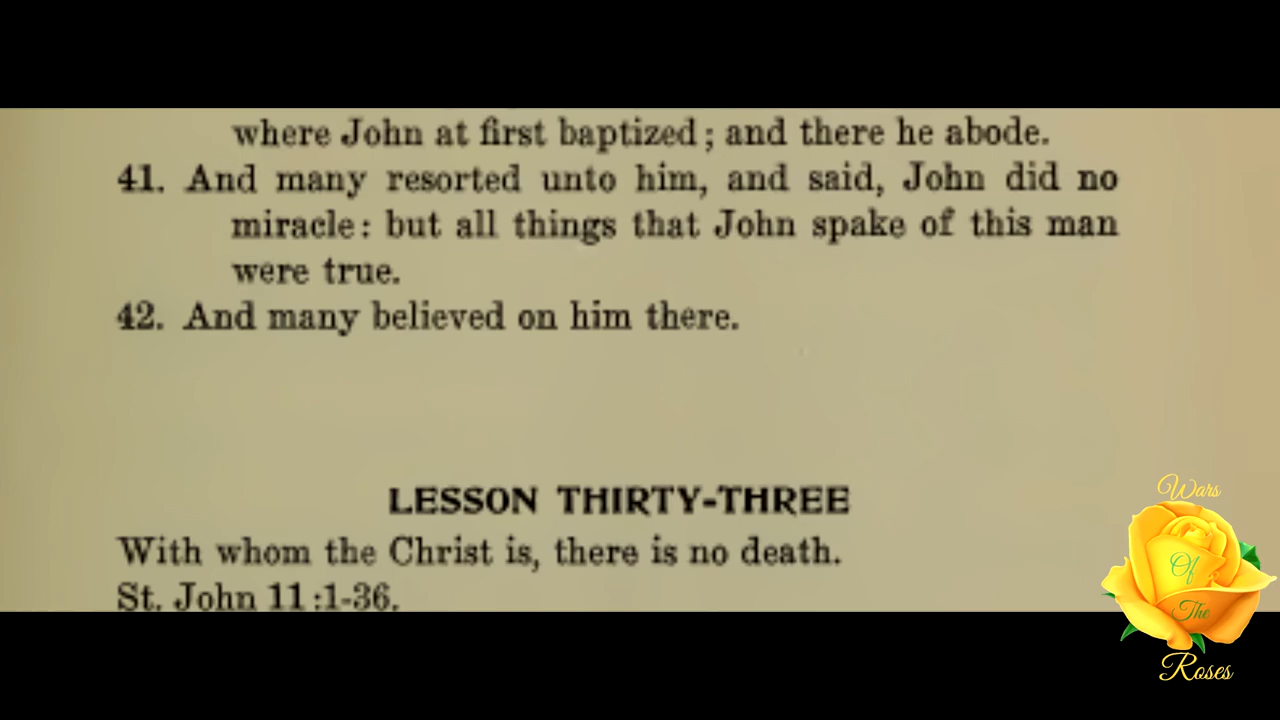 where John at first baptized; and there he abode.
41. And many resorted unto him, and said, John did no
miracle: but all things that John spake of this man
were true.
42. And many believed on him there.
LESSON THIRTY-THREE
With whom the Christ is, there is no death.
St. John 11:1-36.
Wars
Of
The
Roses